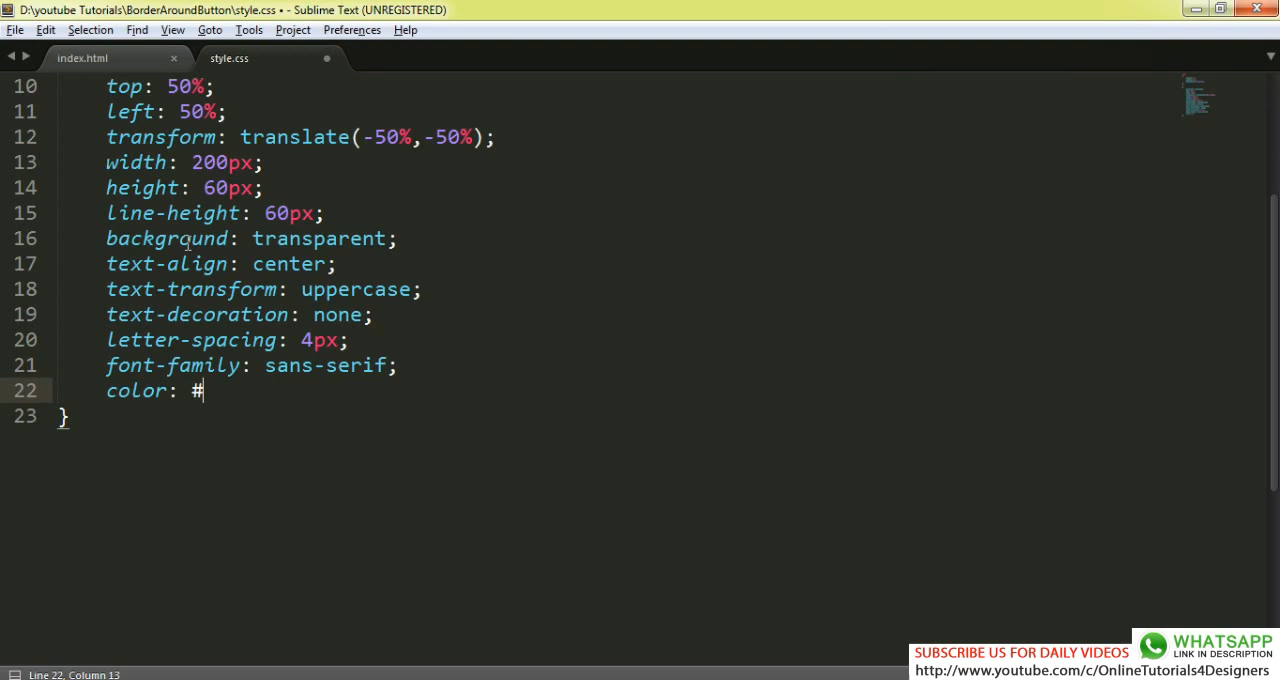 D:\youtube Tutorials\BorderAroundButton\style.css • - Sublime Text (UNREGISTERED)
File Edit Selection Find View Goto Tools Project Preferences Help
index.html × style.css
10 top: 50%;
11 left: 50%;
12 transform: translate(-50%,-50%);
13 width: 200px;
14 height: 60px;
15 line-height: 60px;
16 background: transparent;
17 text-align: center;
18 text-transform: uppercase;
19 text-decoration: none;
20 letter-spacing: 4px;
21 font-family: sans-serif;
22 color: #
23 }
WHATSAPP
LINK IN DESCRIPTION
SUBSCRIBE US FOR DAILY VIDEOS
http://www.youtube.com/c/OnlineTutorials4Designers
Line 22, Column 13